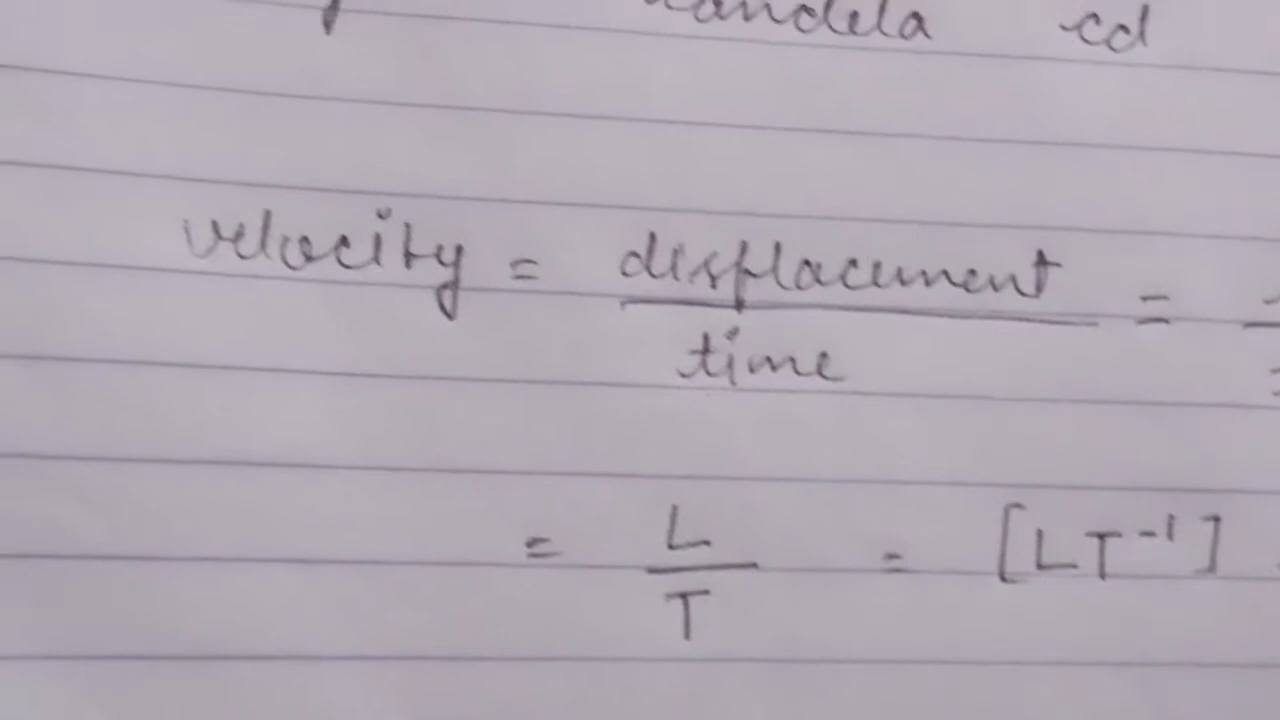 candela cd
velocity = displacement / time =
= L / T = [LT⁻¹]